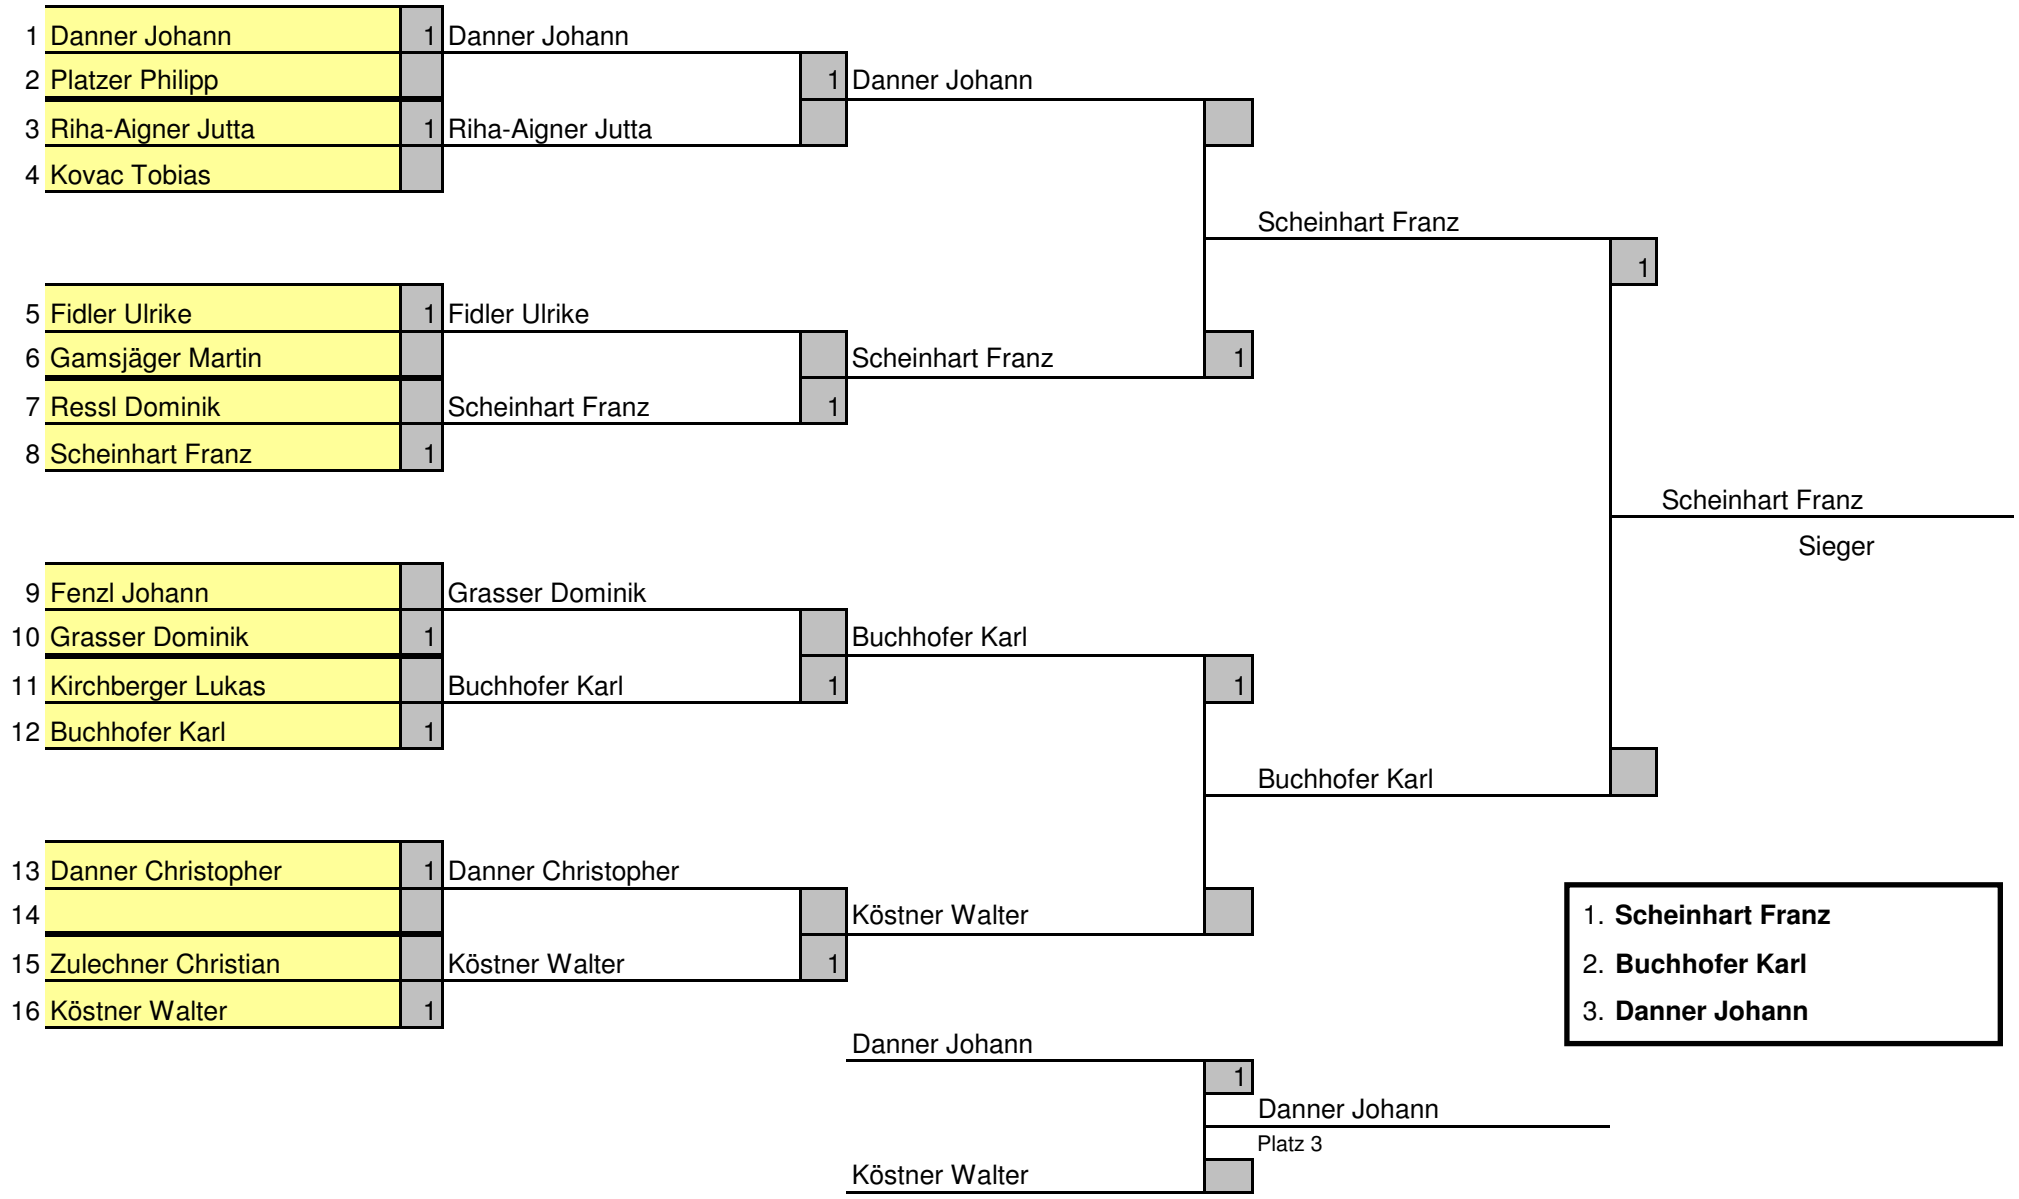 1 Danner Johann 1 Danner Johann
2 Platzer Philipp 1 Danner Johann
3 Riha-Aigner Jutta 1 Riha-Aigner Jutta
4 Kovac Tobias
Scheinhart Franz
1
5 Fidler Ulrike 1 Fidler Ulrike
6 Gamsjäger Martin Scheinhart Franz 1
7 Ressl Dominik Scheinhart Franz 1
8 Scheinhart Franz 1
Scheinhart Franz
Sieger
9 Fenzl Johann Grasser Dominik
10 Grasser Dominik 1 Buchhofer Karl
11 Kirchberger Lukas Buchhofer Karl 1 1
12 Buchhofer Karl 1
Buchhofer Karl
13 Danner Christopher 1 Danner Christopher
14 Köstner Walter
15 Zulechner Christian Köstner Walter 1
16 Köstner Walter 1
1. Scheinhart Franz
2. Buchhofer Karl
3. Danner Johann
Danner Johann
1
Danner Johann
Platz 3
Köstner Walter